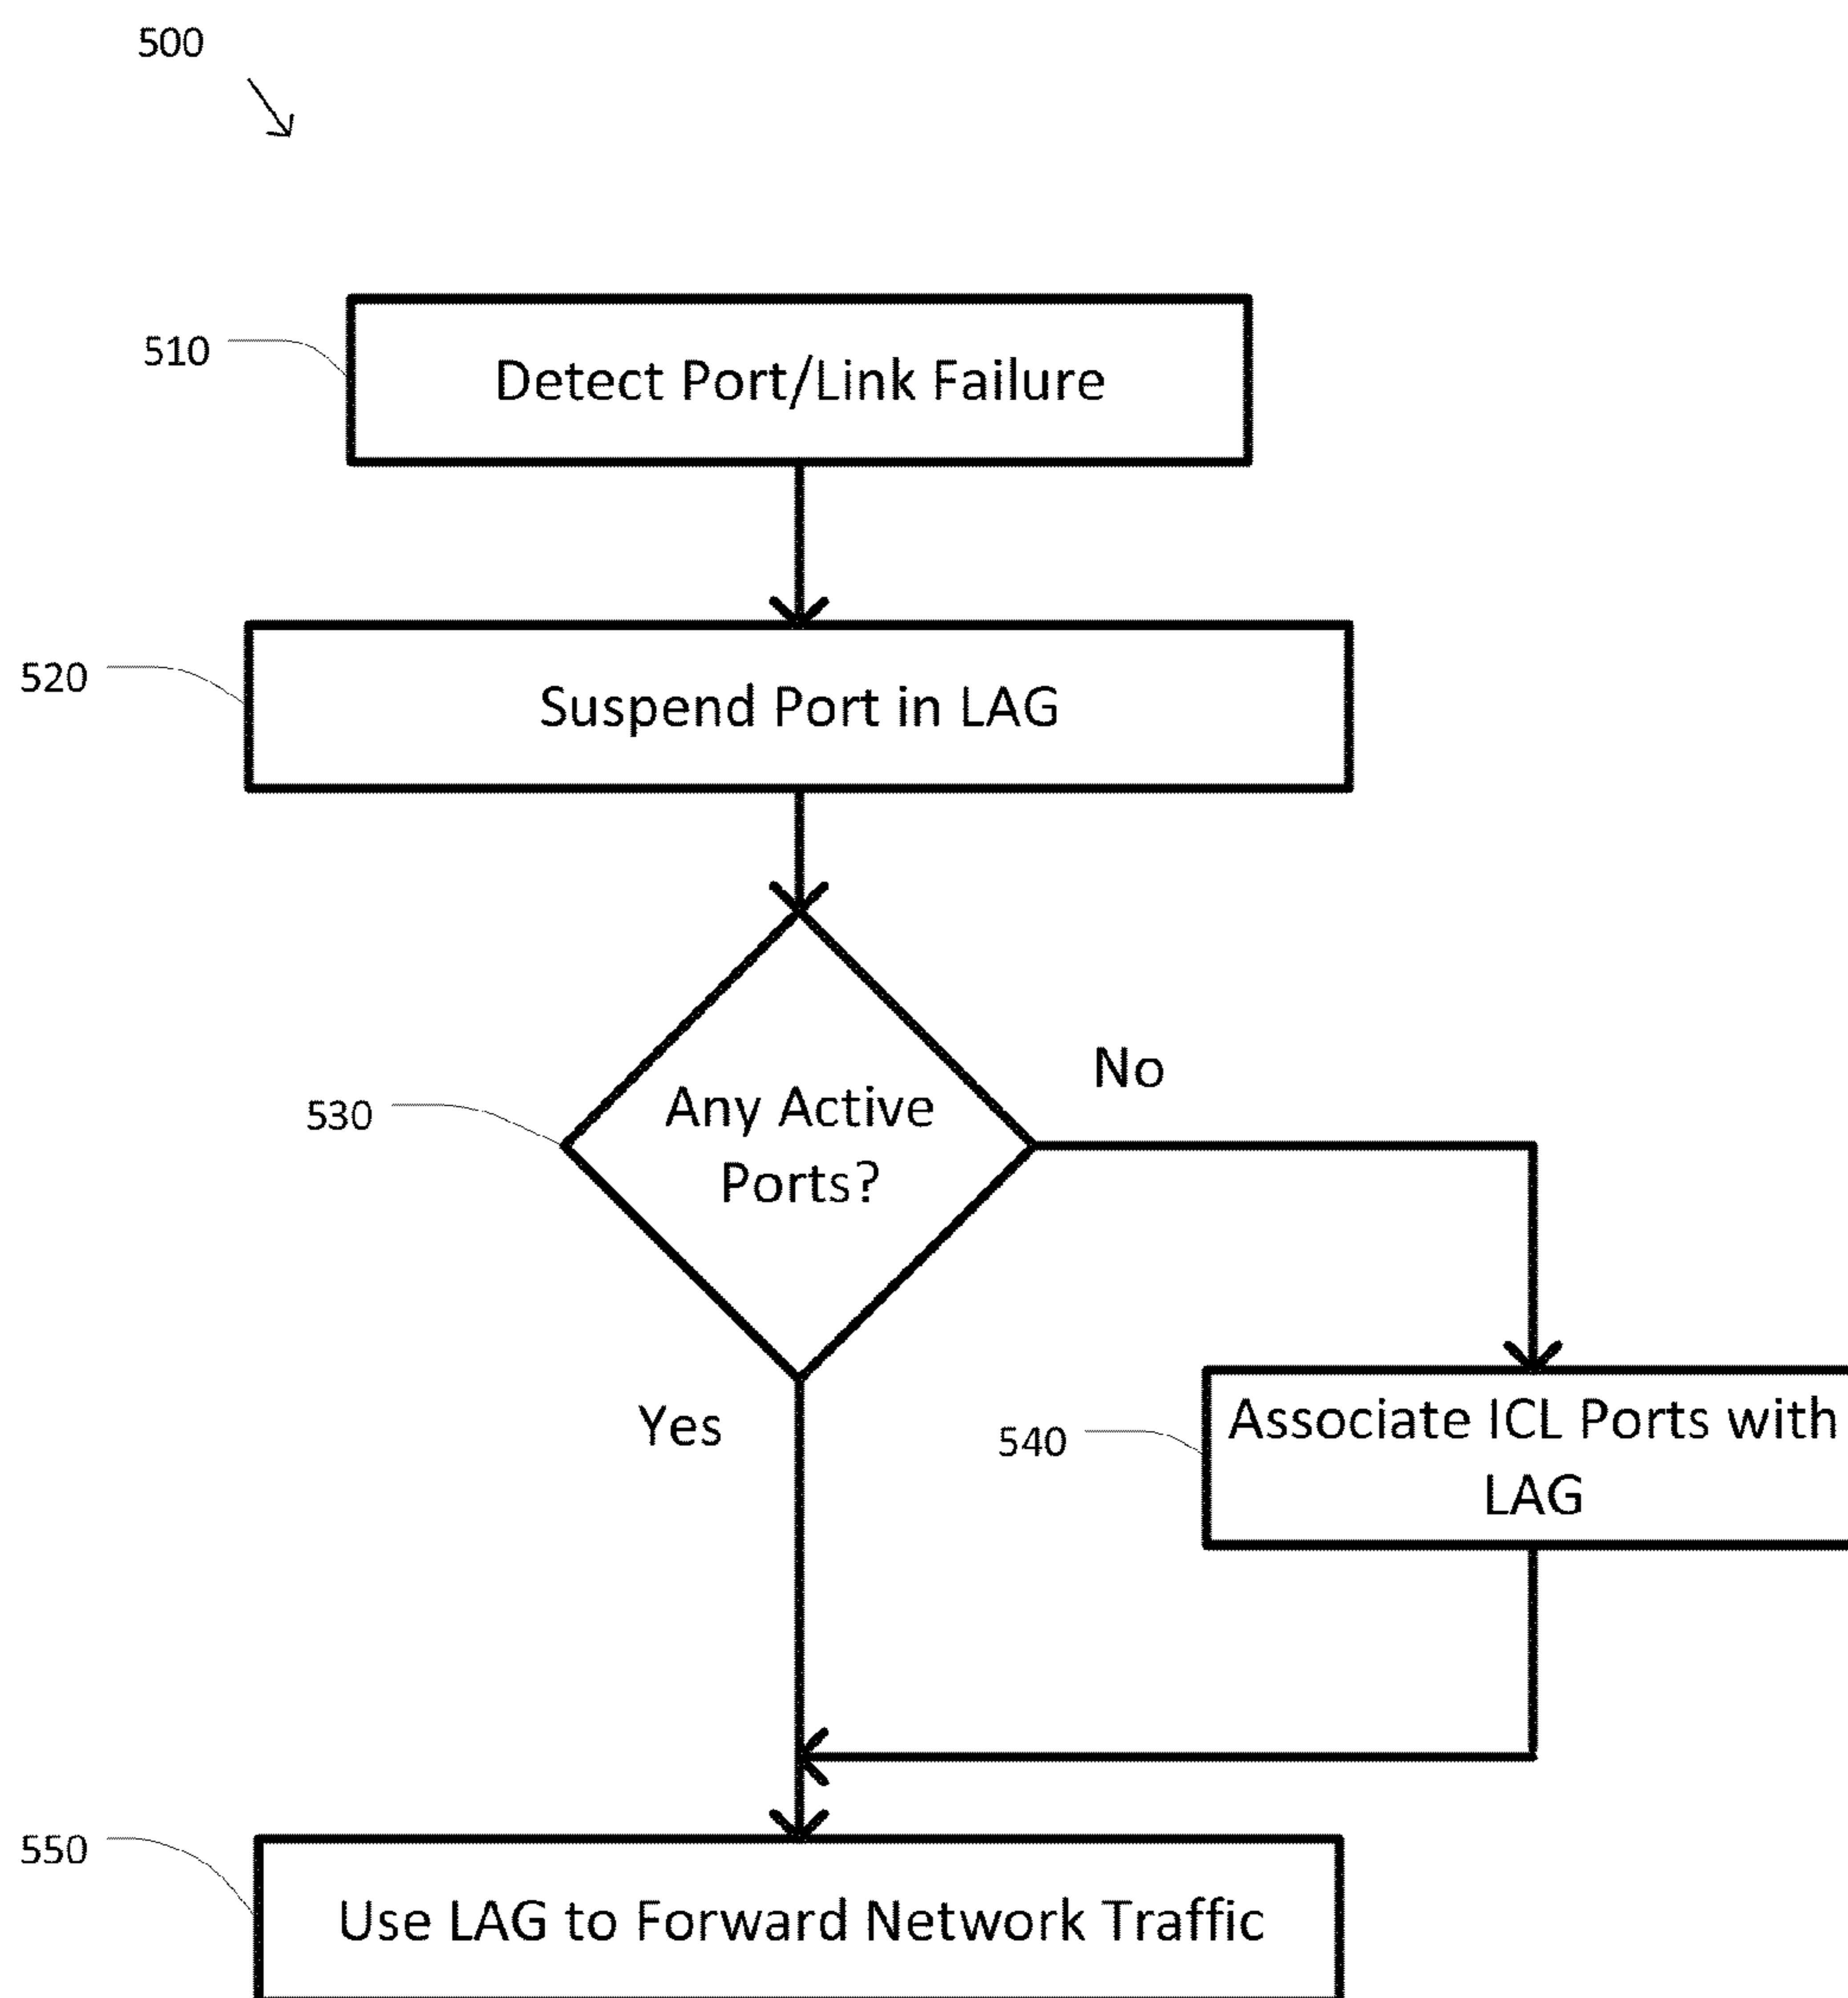 500
510
Detect Port/Link Failure
520
Suspend Port in LAG
530
Any Active
Ports?
No
Yes
540
Associate ICL Ports with
LAG
550
Use LAG to Forward Network Traffic